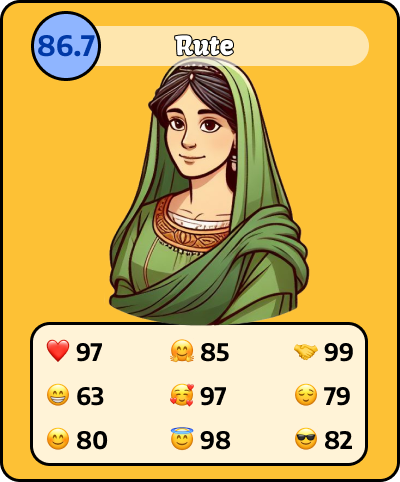 86.7 Rute
❤️ 97 🤗 85 🤝 99
😁 63 🥰 97 😌 79
😊 80 😇 98 😎 82